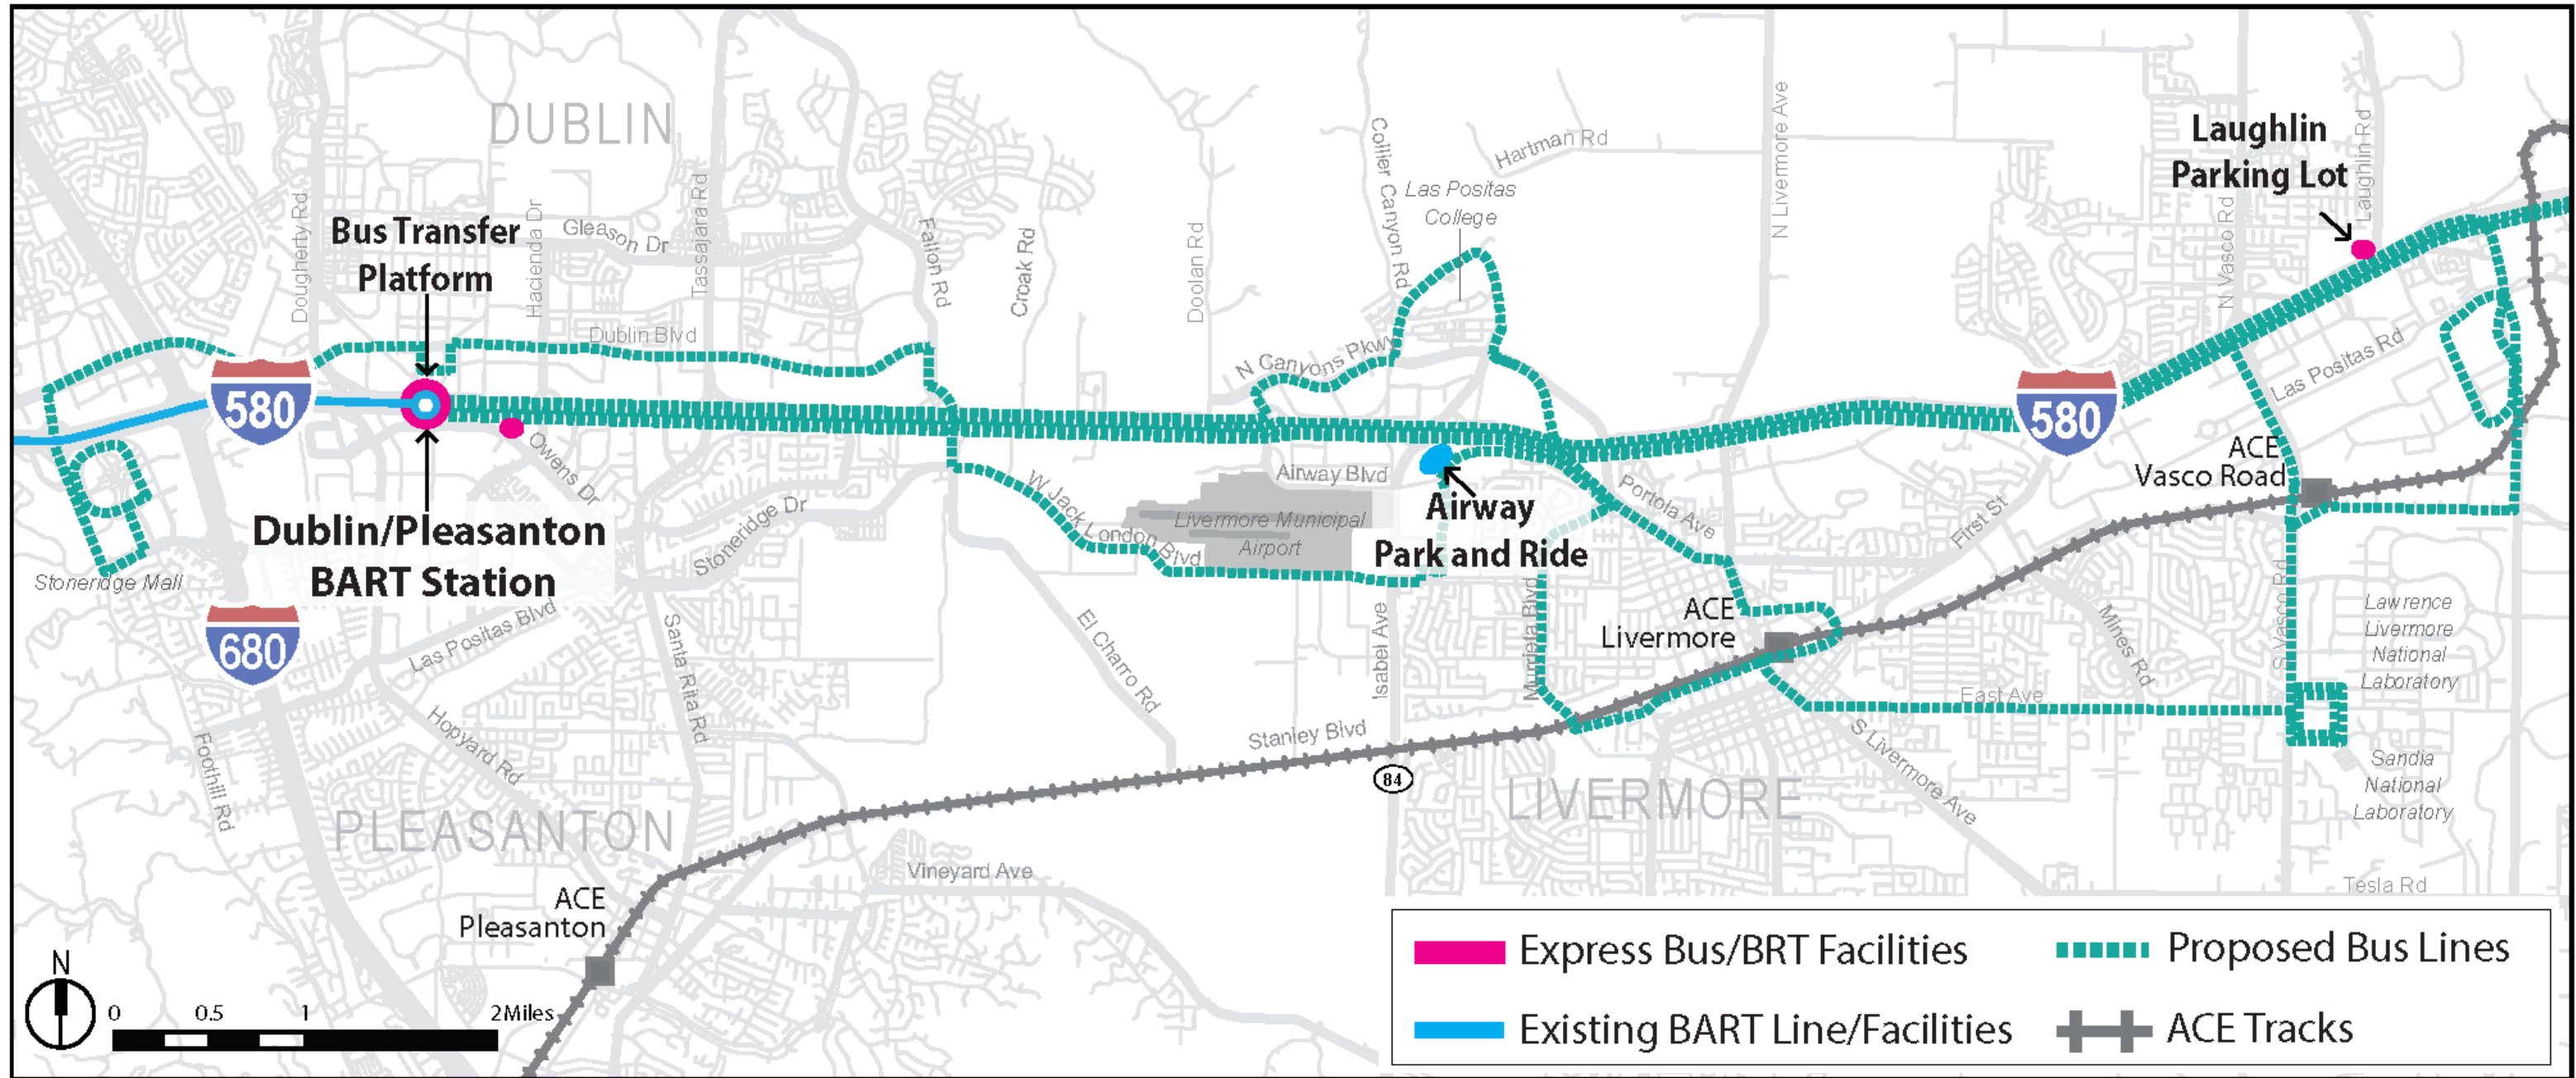 DUBLIN
Laughlin
Parking Lot
Laughlin Rd
Dougherty Rd
Bus Transfer
Platform
Hacienda Dr
Gleason Dr
Tassajara Rd
Fallon Rd
Croak Rd
Doolan Rd
Collier Canyon Rd
Las Positas
College
Hartman Rd
N Livermore Ave
N Vasco Rd
Dublin Blvd
N Canyons Pkwy
Las Positas Rd
580
580
Owens Dr
Dublin/Pleasanton
BART Station
Stoneridge Dr
W Jack London Blvd
Airway Blvd
Livermore Municipal
Airport
Airway
Park and Ride
Portola Ave
First St
ACE
Vasco Road
Stoneridge Mall
680
Las Positas Blvd
Santa Rita Rd
El Charro Rd
Isabel Ave
Murrieta Blvd
ACE
Livermore
Mines Rd
S Vasco Rd
Lawrence
Livermore
National
Laboratory
East Ave
Foothill Rd
Hopyard Rd
Stanley Blvd
84
S Livermore Ave
Sandia
National
Laboratory
PLEASANTON
LIVERMORE
Vineyard Ave
Tesla Rd
ACE
Pleasanton
N
0 0.5 1 2Miles
Express Bus/BRT Facilities
Proposed Bus Lines
Existing BART Line/Facilities
ACE Tracks